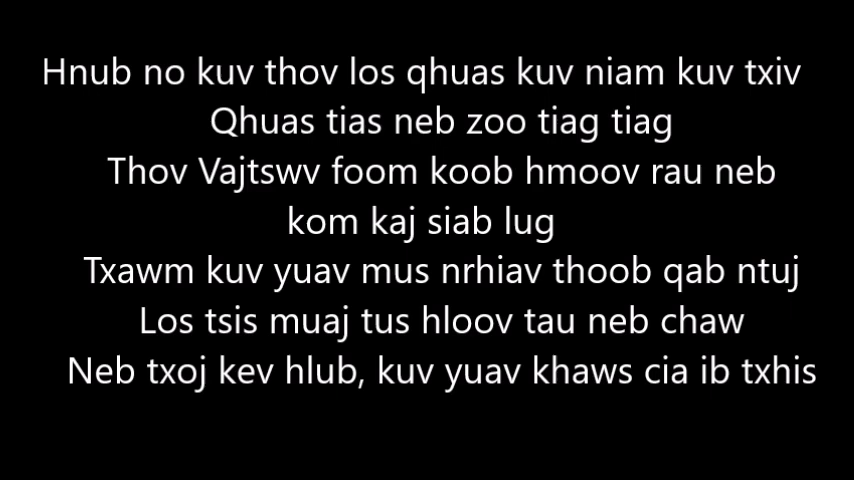 Hnub no kuv thov los qhuas kuv niam kuv txiv
Qhuas tias neb zoo tiag tiag
Thov Vajtswv foom koob hmoov rau neb
kom kaj siab lug
Txawm kuv yuav mus nrhiav thoob qab ntuj
Los tsis muaj tus hloov tau neb chaw
Neb txoj kev hlub, kuv yuav khaws cia ib txhis